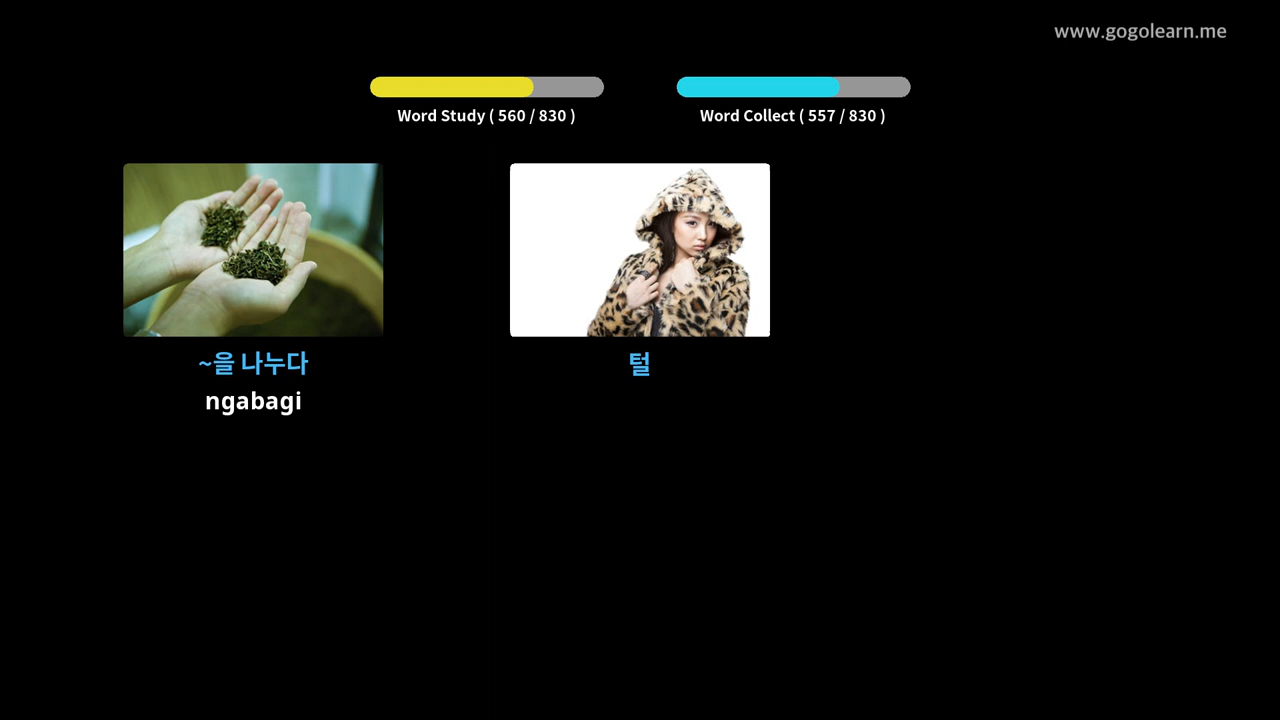 www.gogolearn.me
Word Study ( 560 / 830 )
Word Collect ( 557 / 830 )
~을 나누다
ngabagi
털